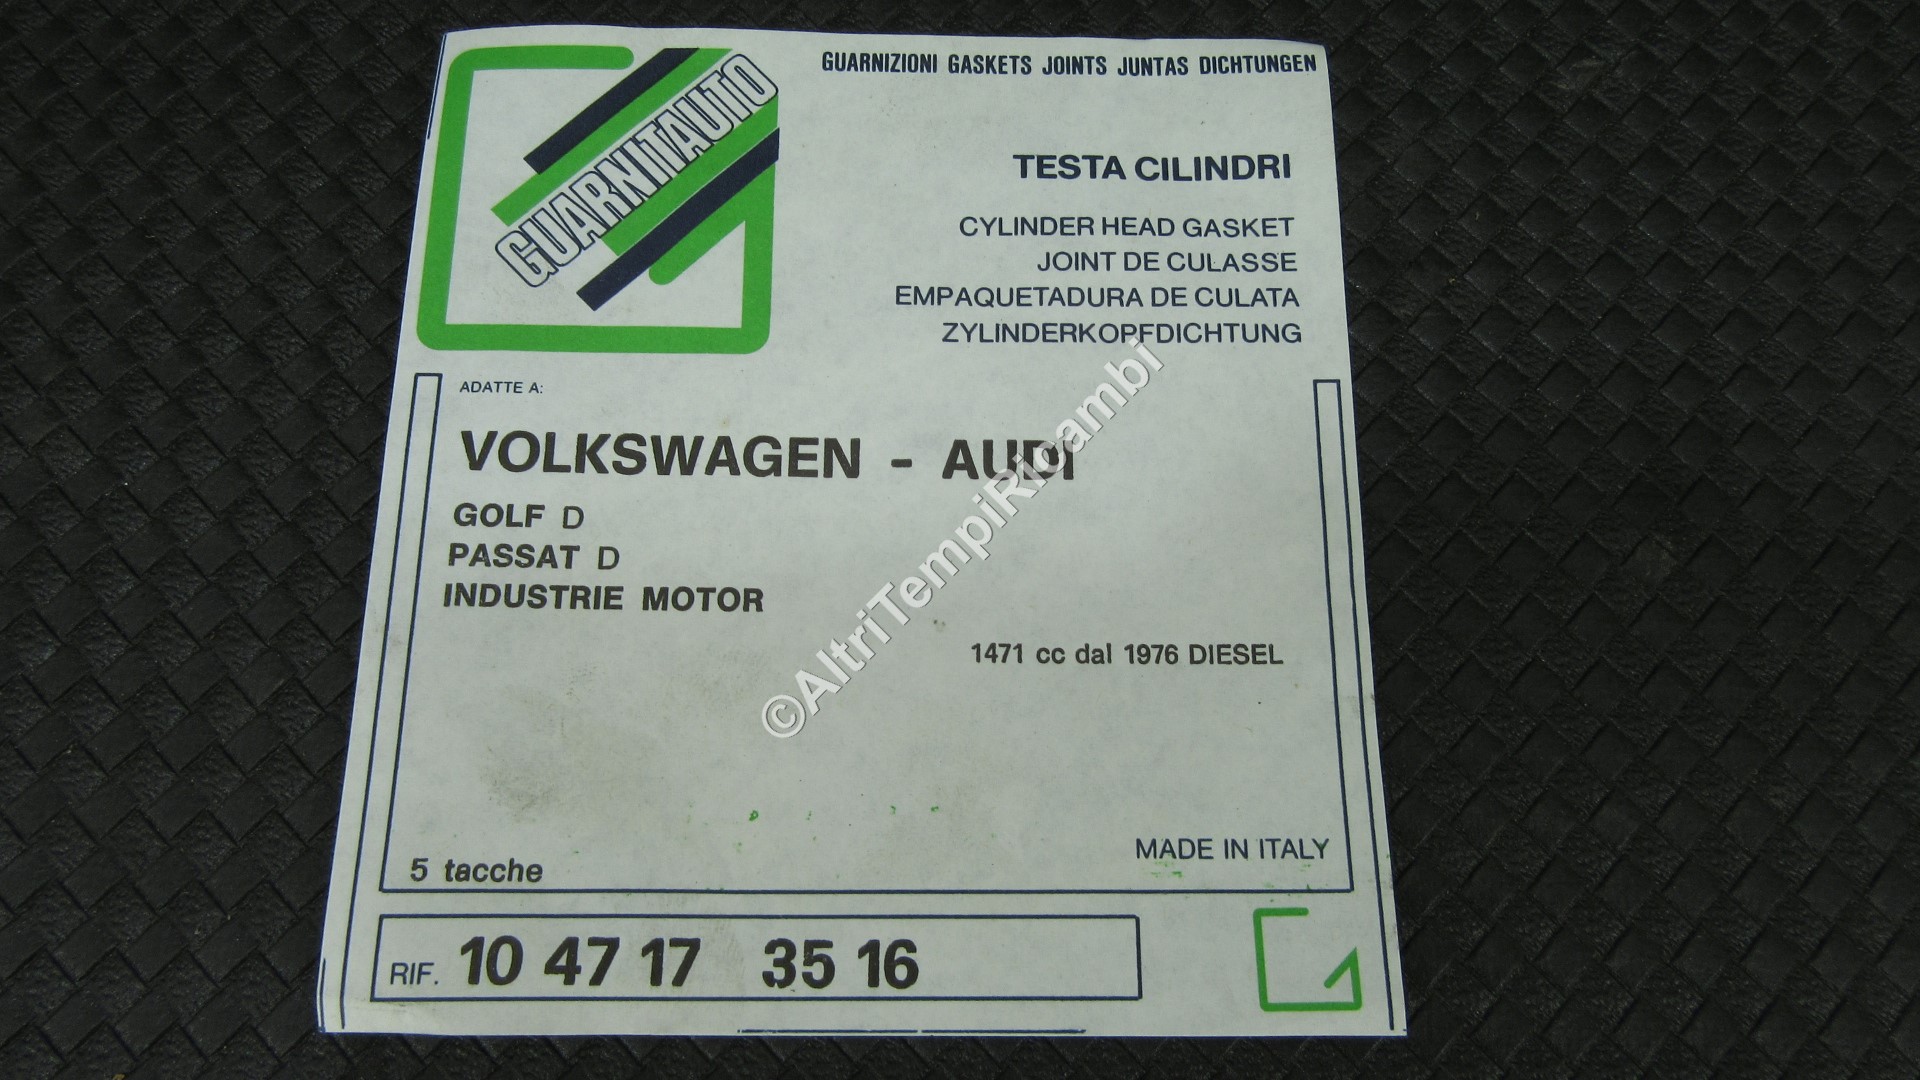 GUARNITAUTO
GUARNIZIONI GASKETS JOINTS JUNTAS DICHTUNGEN
TESTA CILINDRI
CYLINDER HEAD GASKET
JOINT DE CULASSE
EMPAQUETADURA DE CULATA
ZYLINDERKOPFDICHTUNG
ADATTE A:
VOLKSWAGEN - AUDI
GOLF D
PASSAT D
INDUSTRIE MOTOR
1471 cc dal 1976 DIESEL
©AltriTempiRicambi
MADE IN ITALY
5 tacche
RIF. 10 47 17 35 16